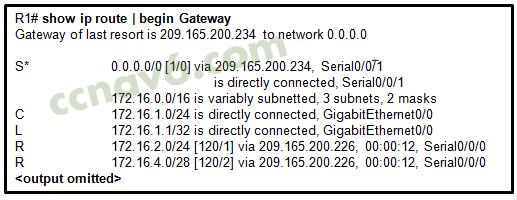 R1# show ip route | begin Gateway
Gateway of last resort is 209.165.200.234 to network 0.0.0.0
S* 0.0.0.0/0 [1/0] via 209.165.200.234, Serial0/0/1
is directly connected, Serial0/0/1
172.16.0.0/16 is variably subnetted, 3 subnets, 2 masks
C 172.16.1.0/24 is directly connected, GigabitEthernet0/0
L 172.16.1.1/32 is directly connected, GigabitEthernet0/0
R 172.16.2.0/24 [120/1] via 209.165.200.226, 00:00:12, Serial0/0/0
R 172.16.4.0/28 [120/2] via 209.165.200.226, 00:00:12, Serial0/0/0
<output omitted>
ccnav6.com